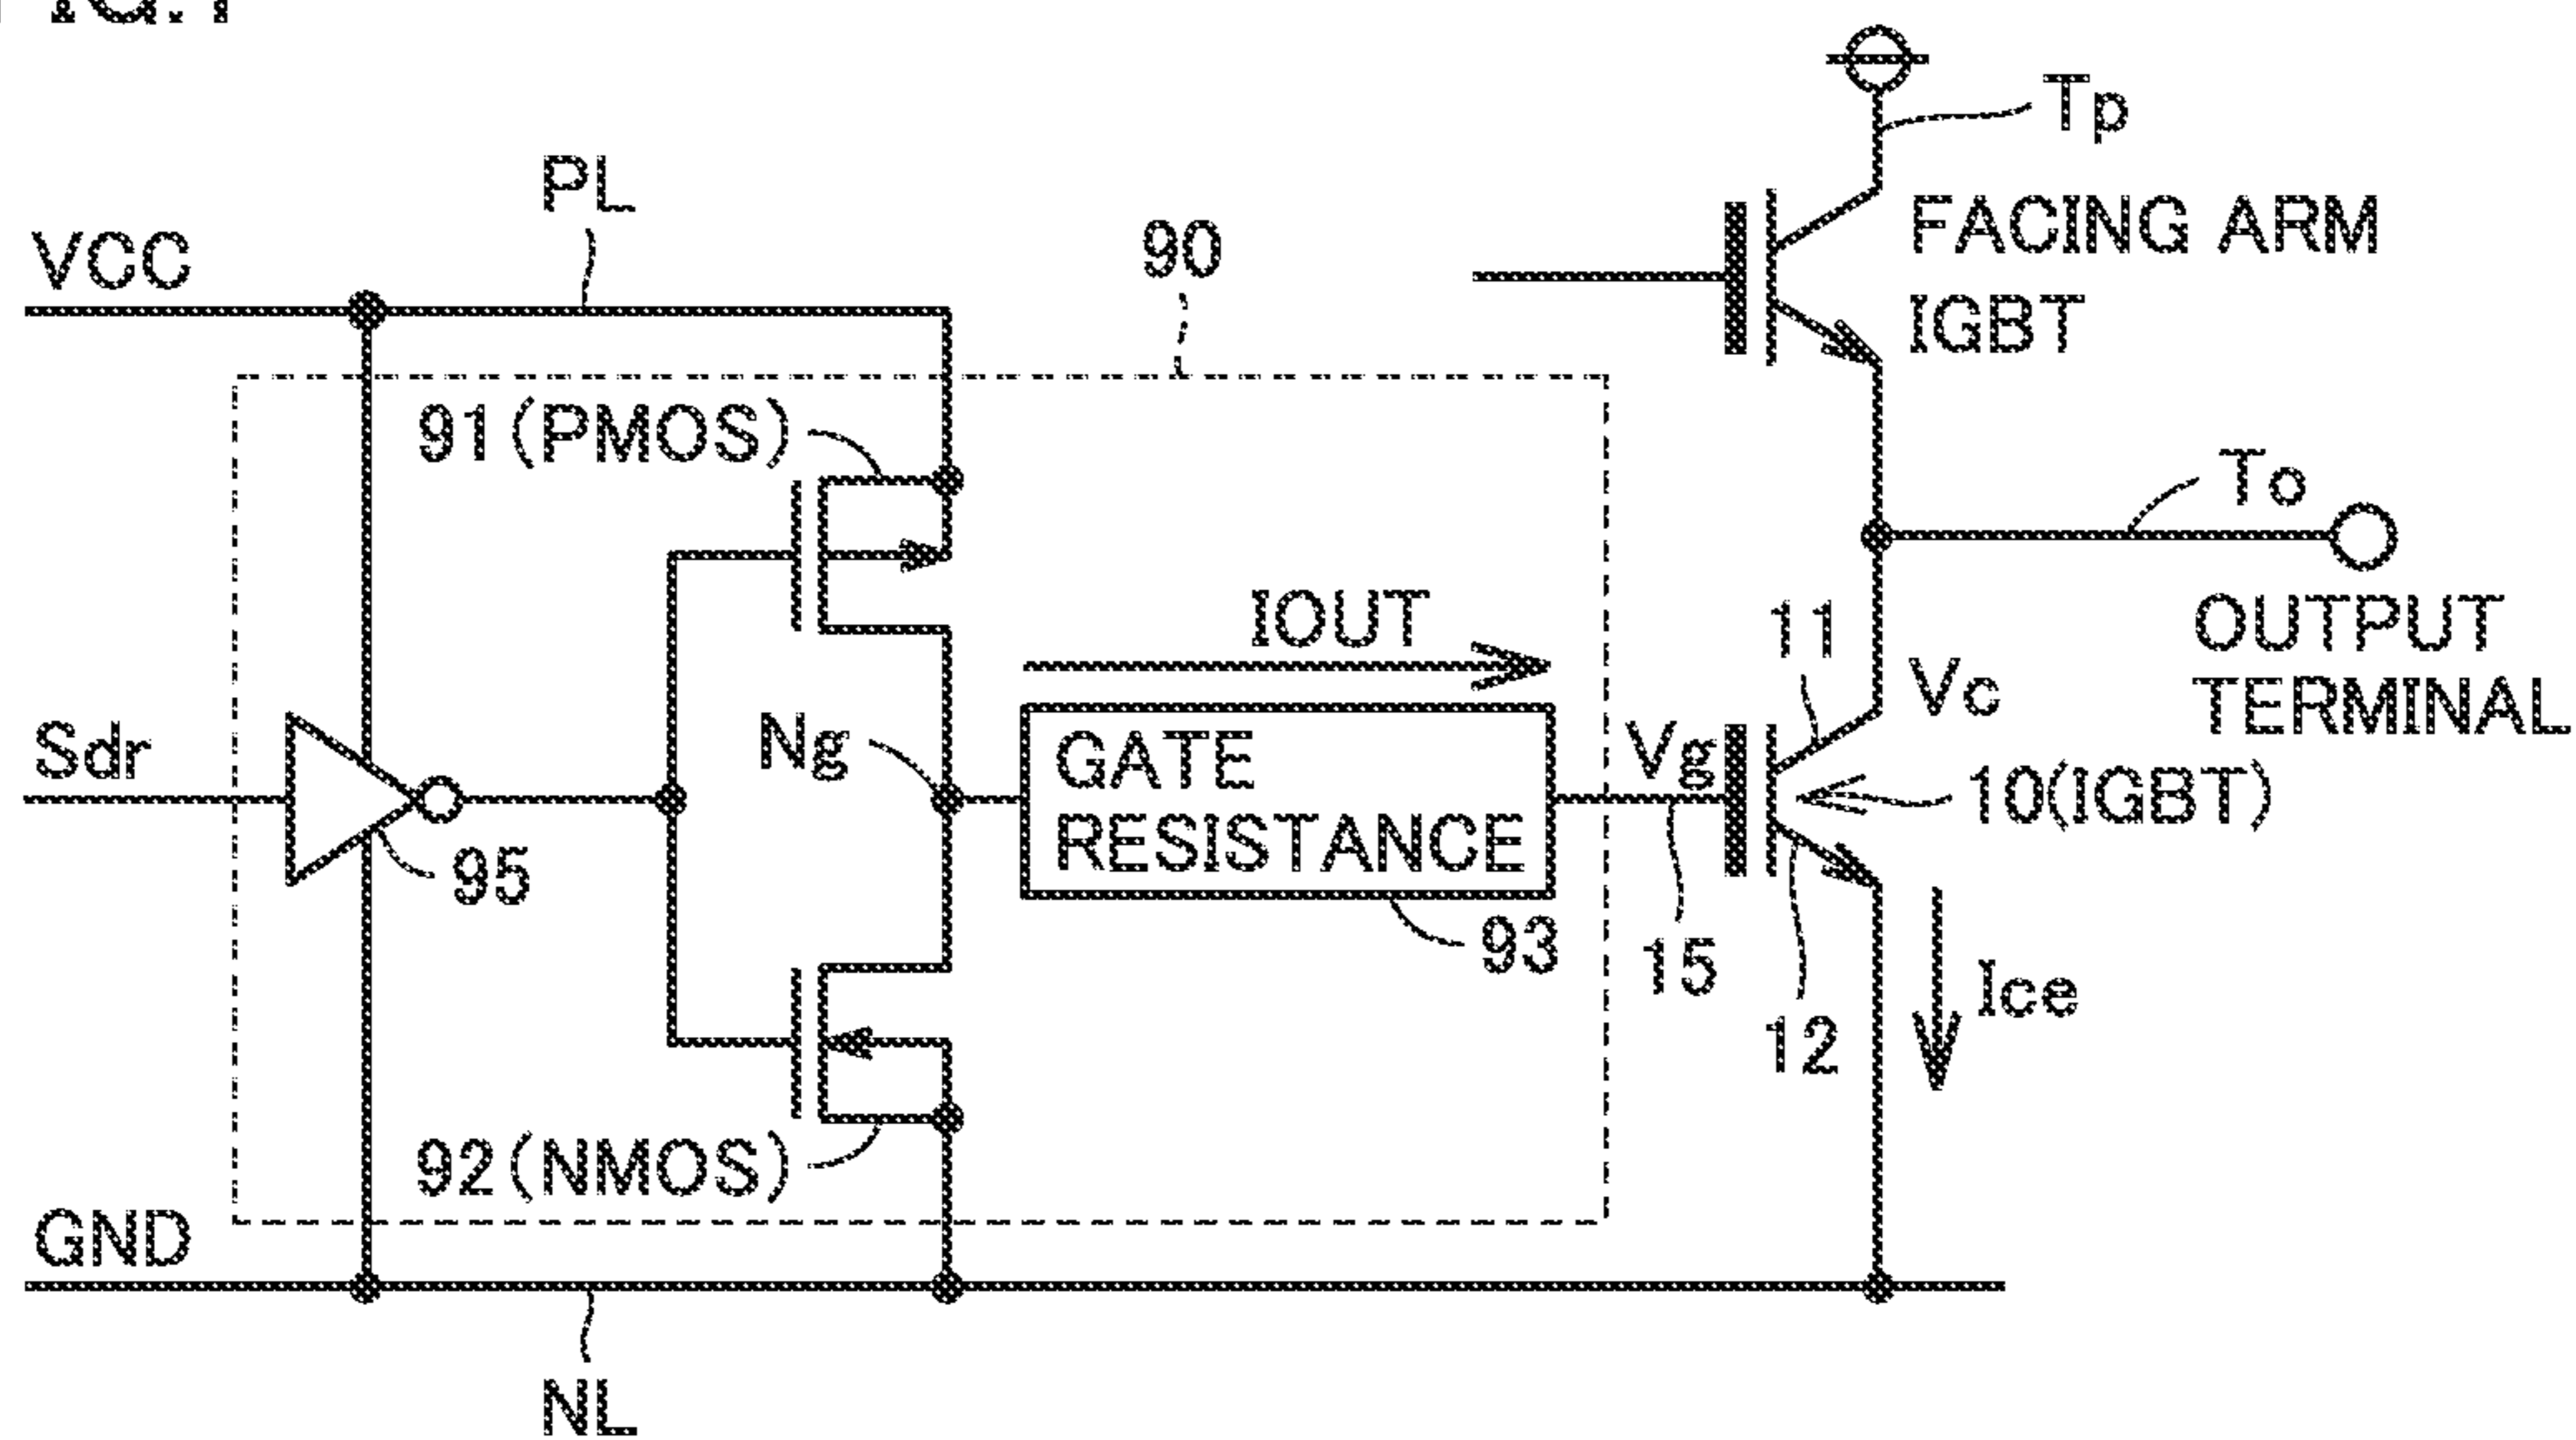 Tp
PL
FACING ARM
IGBT
VCC
90
91(PMOS)
To
IOUT
11
OUTPUT
TERMINAL
Vc
Ng
Sdr
GATE
RESISTANCE
Vg
10(IGBT)
95
93
15
12
Ice
92(NMOS)
GND
NL